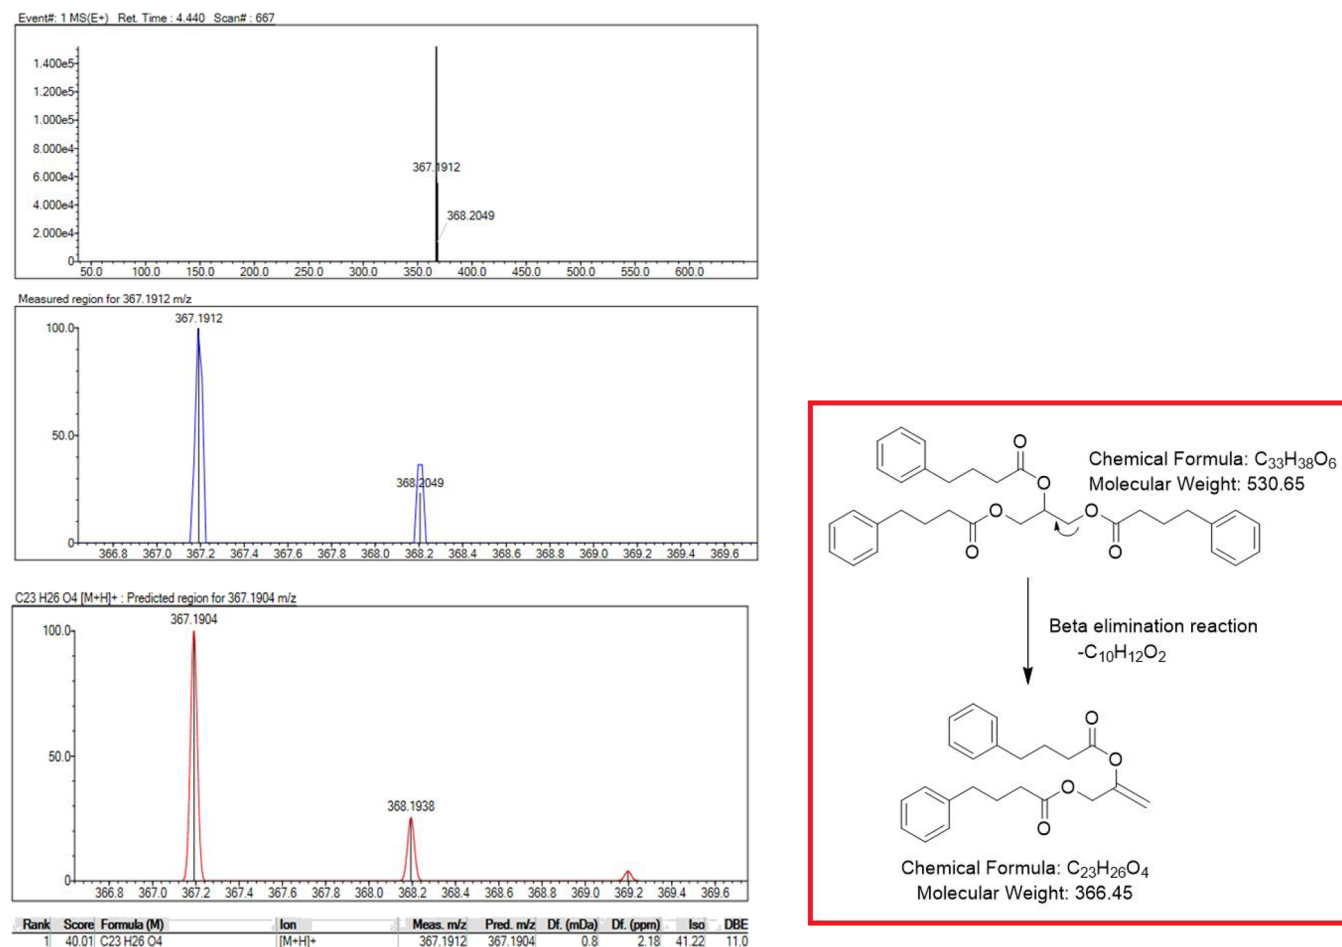 Event#: 1 MS(E+) Ret. Time : 4.440 Scan# : 667
1.400e5
1.200e5
1.000e5
8.000e4
6.000e4
4.000e4
2.000e4
0
367.1912
368.2049
50.0 100.0 150.0 200.0 250.0 300.0 350.0 400.0 450.0 500.0 550.0 600.0
Measured region for 367.1912 m/z
367.1912
100.0
50.0
368.2049
0
366.8 367.0 367.2 367.4 367.6 367.8 368.0 368.2 368.4 368.6 368.8 369.0 369.2 369.4 369.6
C23 H26 O4 [M+H]+ : Predicted region for 367.1904 m/z
367.1904
100.0
50.0
368.1938
0
366.8 367.0 367.2 367.4 367.6 367.8 368.0 368.2 368.4 368.6 368.8 369.0 369.2 369.4 369.6
Rank Score Formula (M) Ion Meas. m/z Pred. m/z Df. (mDa) Df. (ppm) Iso DBE
1 40.01 C23 H26 O4 [M+H]+ 367.1912 367.1904 0.8 2.18 41.22 11.0
O
O
O
O
O
O
Chemical Formula: C₃₃H₃₈O₆
Molecular Weight: 530.65
Beta elimination reaction
-C₁₀H₁₂O₂
O
O
O
O
Chemical Formula: C₂₃H₂₆O₄
Molecular Weight: 366.45